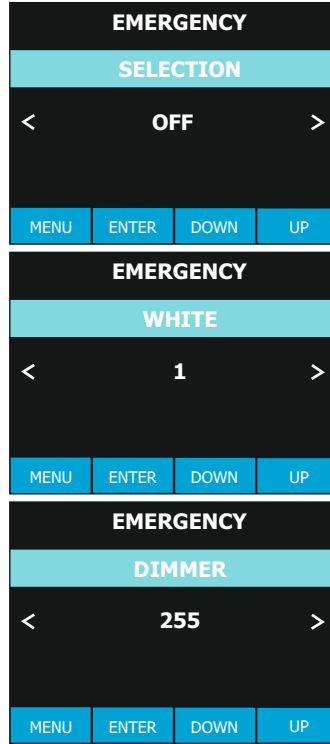 EMERGENCY
SELECTION
< OFF >
MENU ENTER DOWN UP
EMERGENCY
WHITE
< 1 >
MENU ENTER DOWN UP
EMERGENCY
DIMMER
< 255 >
MENU ENTER DOWN UP